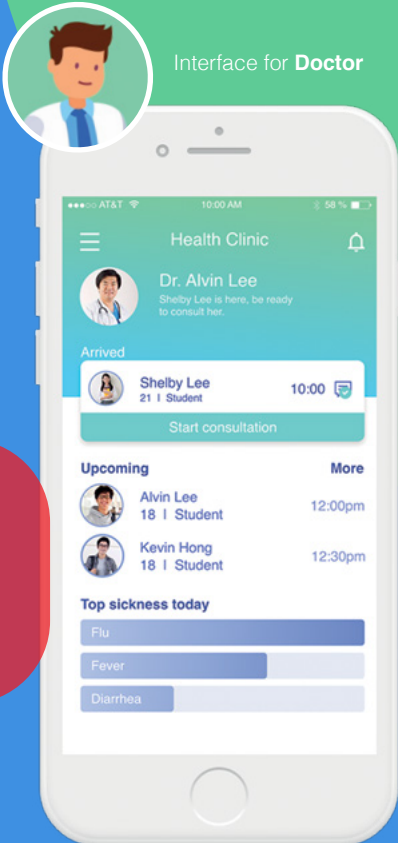 Interface for Doctor
AT&T 10:00 AM 58 %
Health Clinic
Dr. Alvin Lee
Shelby Lee is here, be ready
to consult her.
Arrived
Shelby Lee 10:00
21 | Student
Start consultation
Upcoming More
Alvin Lee 12:00pm
18 | Student
Kevin Hong 12:30pm
18 | Student
Top sickness today
Flu
Fever
Diarrhea